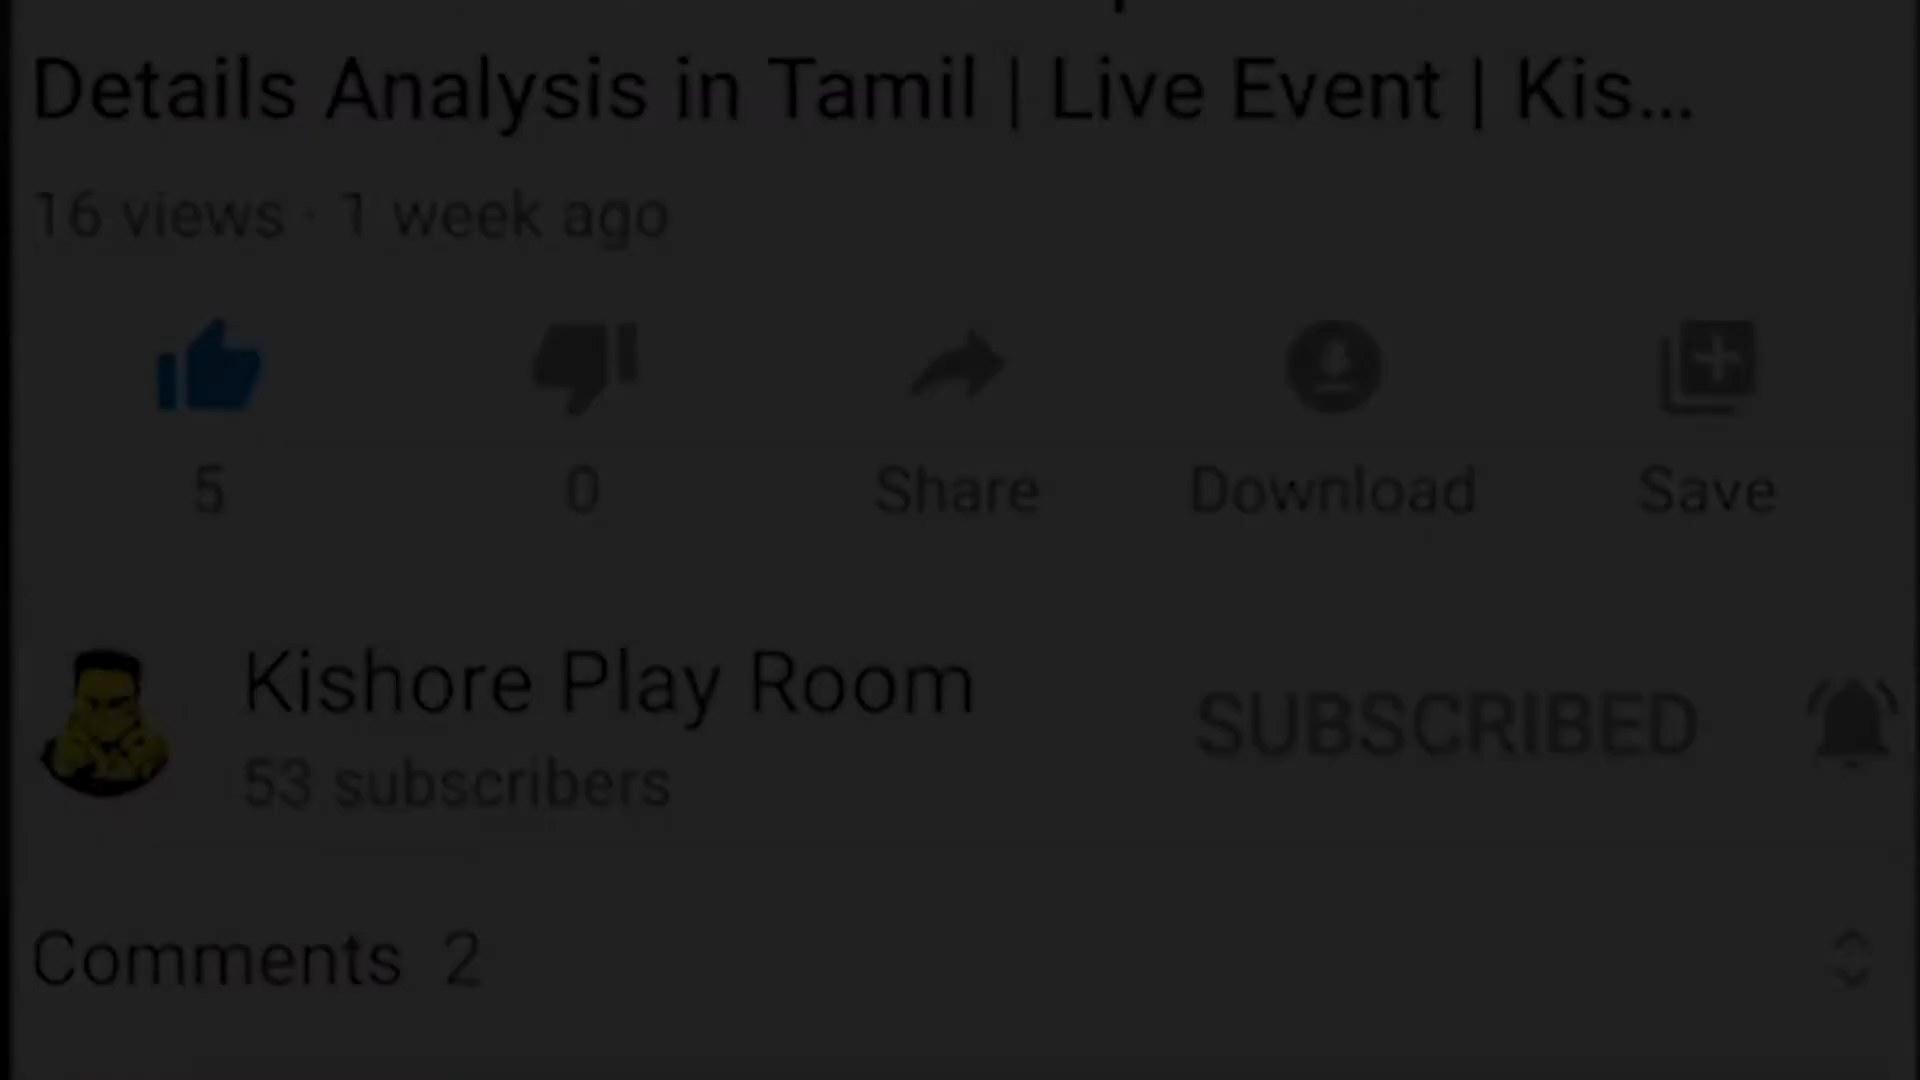 Details Analysis in Tamil | Live Event | Kis...
16 views · 1 week ago
5
0
Share
Download
Save
Kishore Play Room
53 subscribers
SUBSCRIBED
Comments 2